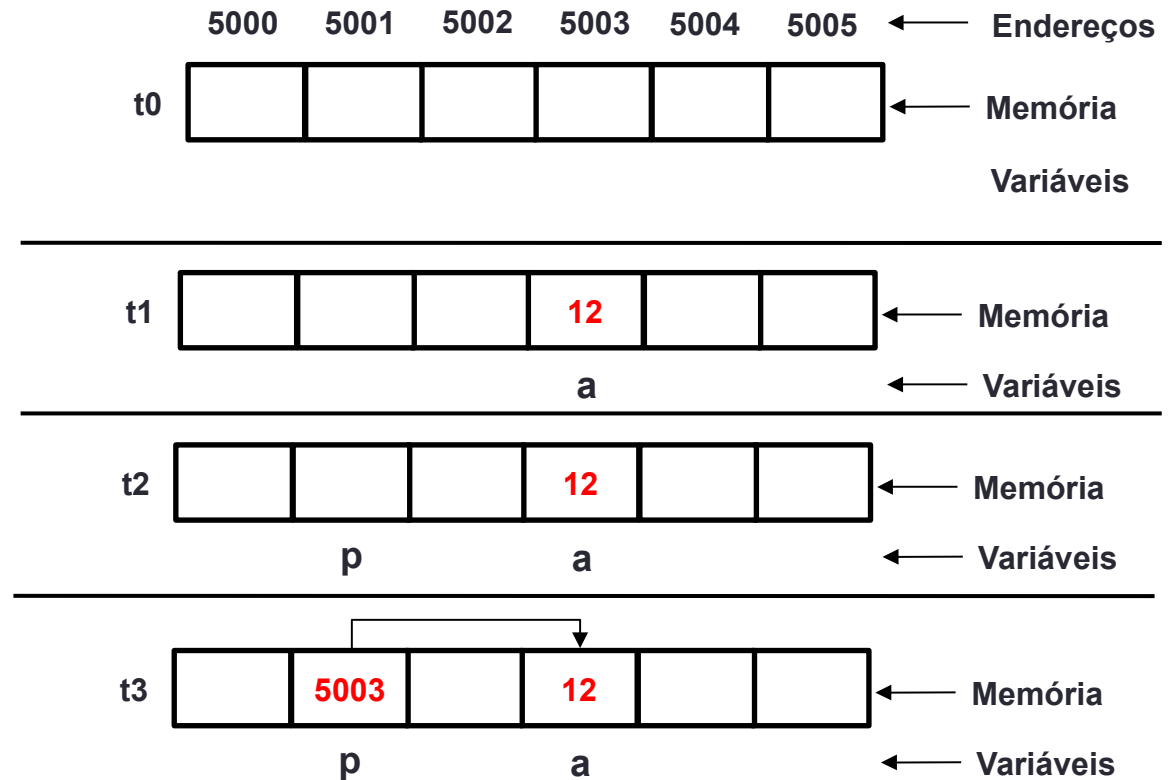 5000 5001 5002 5003 5004 5005 Endereços
t0 Memória
Variáveis
t1 12 Memória
a Variáveis
t2 12 Memória
p a Variáveis
t3 5003 12 Memória
p a Variáveis